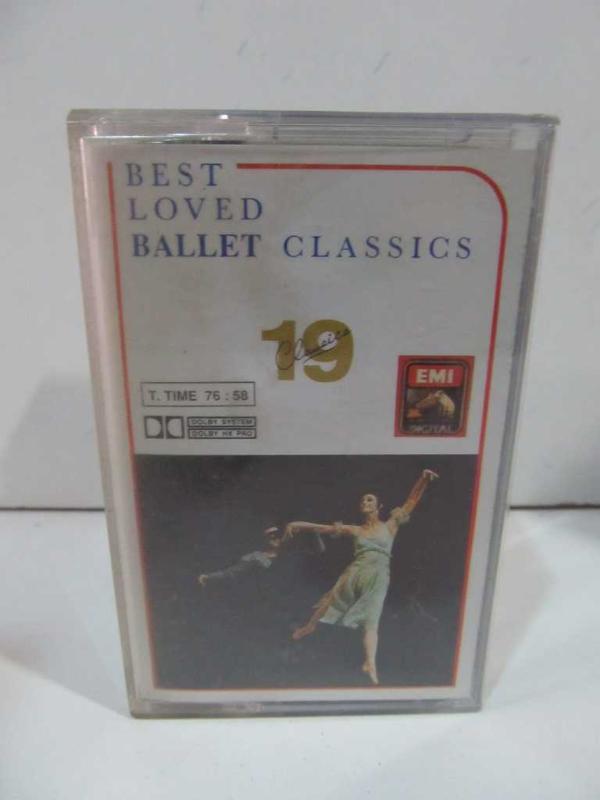 BEST
LOVED
BALLET CLASSICS
19
Classics
T. TIME 76 : 58
DOLBY SYSTEM
DOLBY HX PRO
EMI
DIGITAL